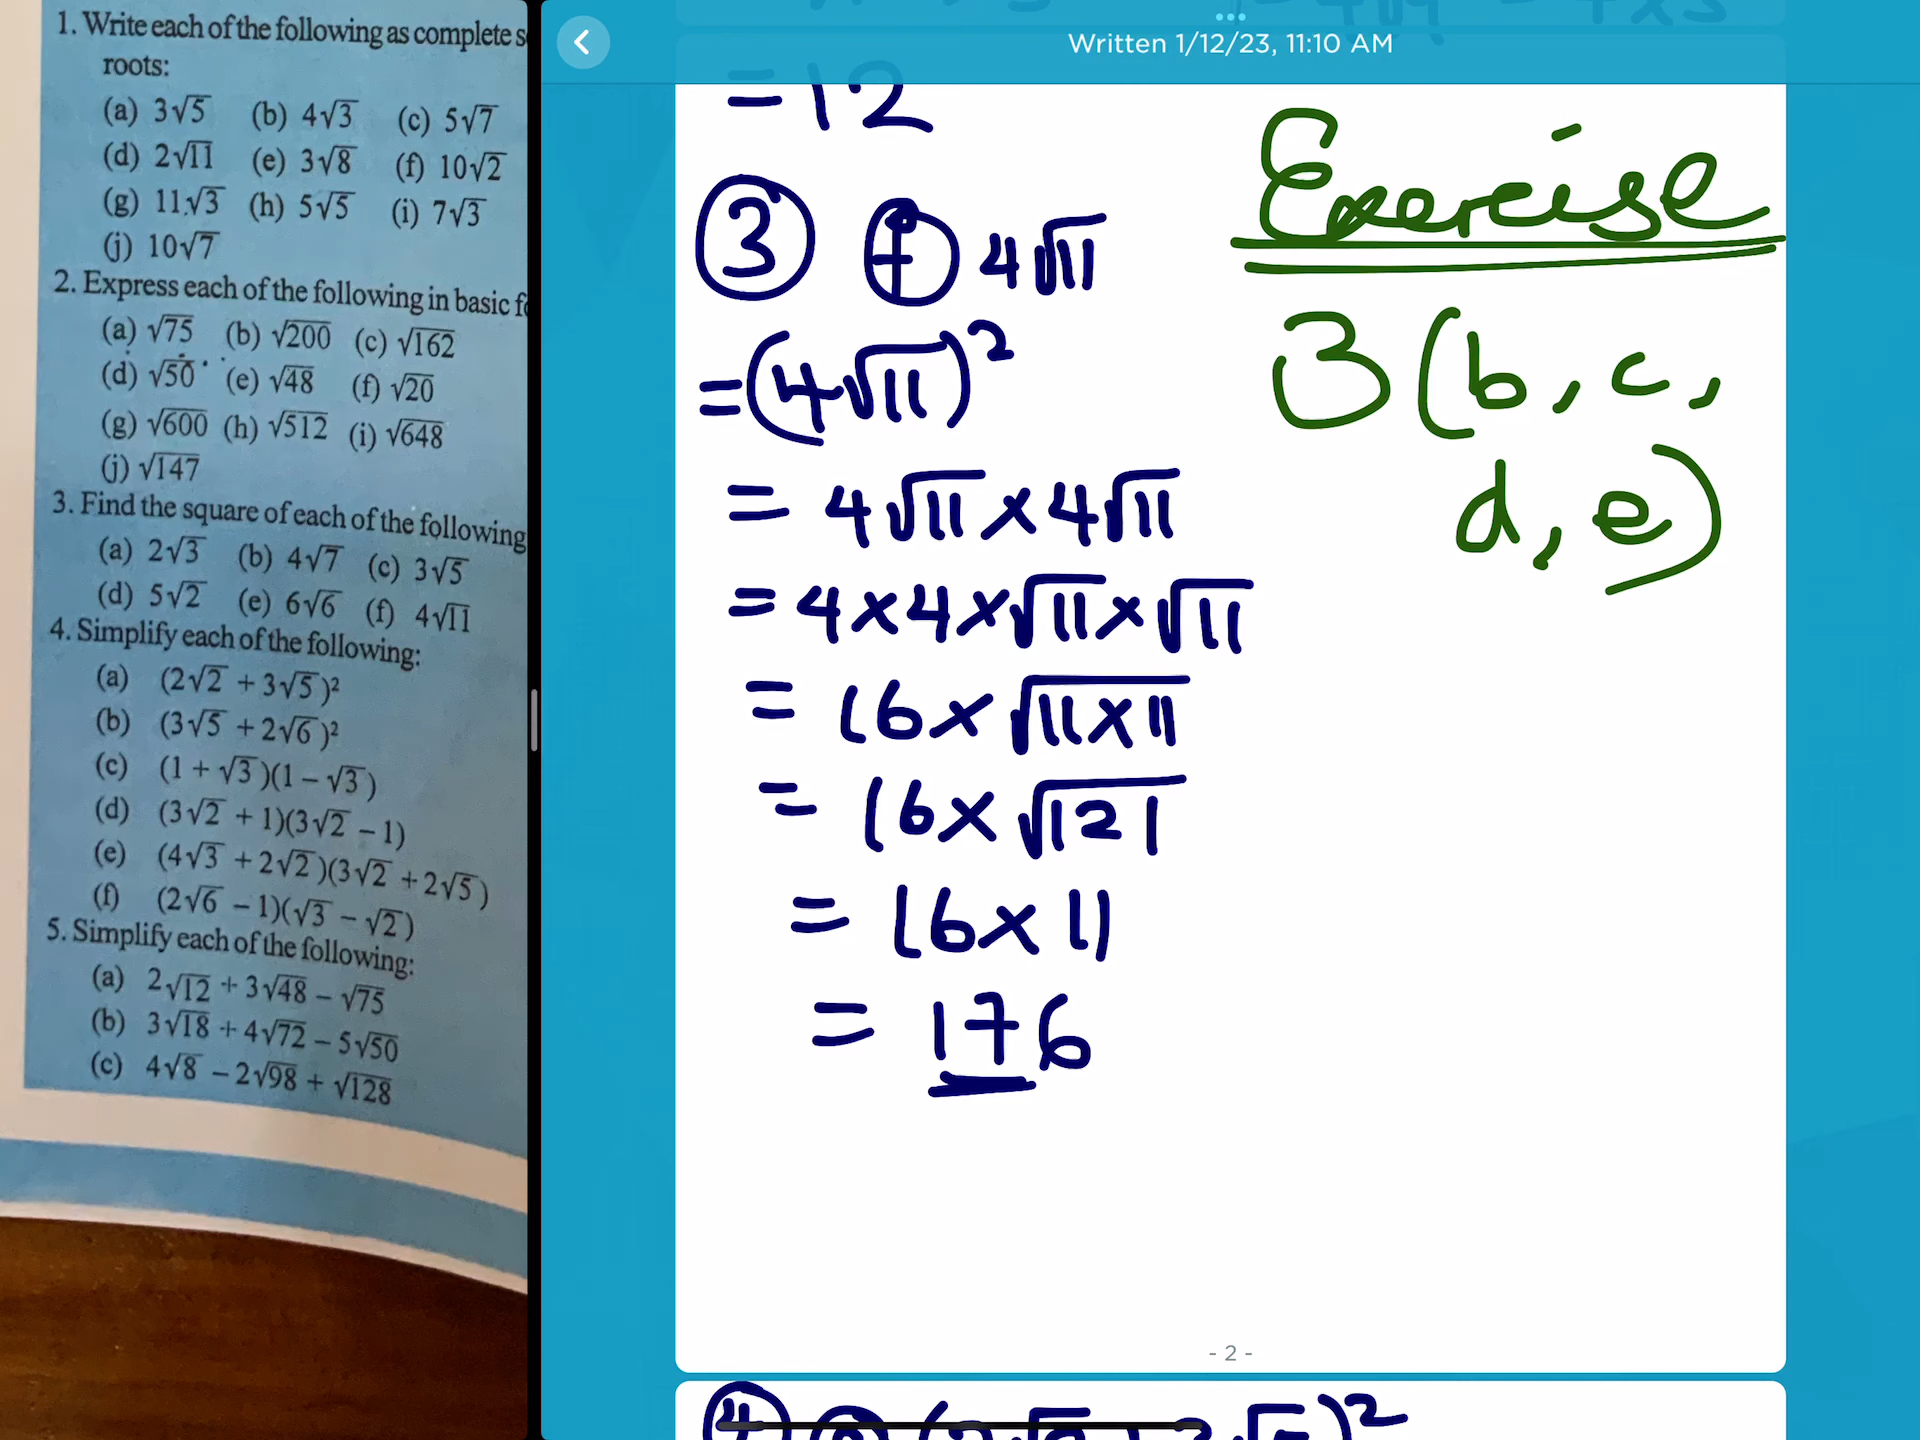 1. Write each of the following as complete s
roots:
(a) 3√5 (b) 4√3 (c) 5√7
(d) 2√11 (e) 3√8 (f) 10√2
(g) 11√3 (h) 5√5 (i) 7√3
(j) 10√7
2. Express each of the following in basic fo
(a) √75 (b) √200 (c) √162
(d) √50 (e) √48 (f) √20
(g) √600 (h) √512 (i) √648
(j) √147
3. Find the square of each of the following
(a) 2√3 (b) 4√7 (c) 3√5
(d) 5√2 (e) 6√6 (f) 4√11
4. Simplify each of the following:
(a) (2√2 + 3√5)²
(b) (3√5 + 2√6)²
(c) (1 + √3)(1 – √3)
(d) (3√2 + 1)(3√2 – 1)
(e) (4√3 + 2√2)(3√2 + 2√5)
(f) (2√6 – 1)(√3 – √2)
5. Simplify each of the following:
(a) 2√12 + 3√48 – √75
(b) 3√18 + 4√72 – 5√50
(c) 4√8 – 2√98 + √128
Written 1/12/23, 11:10 AM
= 12
3 f 4√11
= (4√11)²
= 4√11 × 4√11
= 4 × 4 × √11 × √11
= 16 × √11×11
= 16 × √121
= 16 × 11
= 176
Exercise
3 (b, c,
d, e)
- 2 -